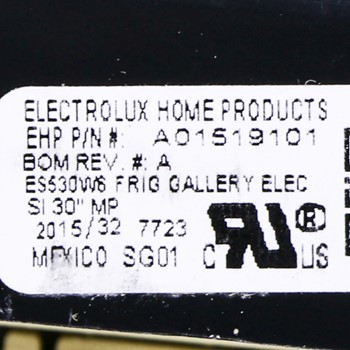 ELECTROLUX HOME PRODUCTS
EHP P/N #: A01519101
BOM REV. #: A
ES530W6 FRIG GALLERY ELEC
SI 30" MP
2015/32 7723
MEXICO SG01
C RU ® US